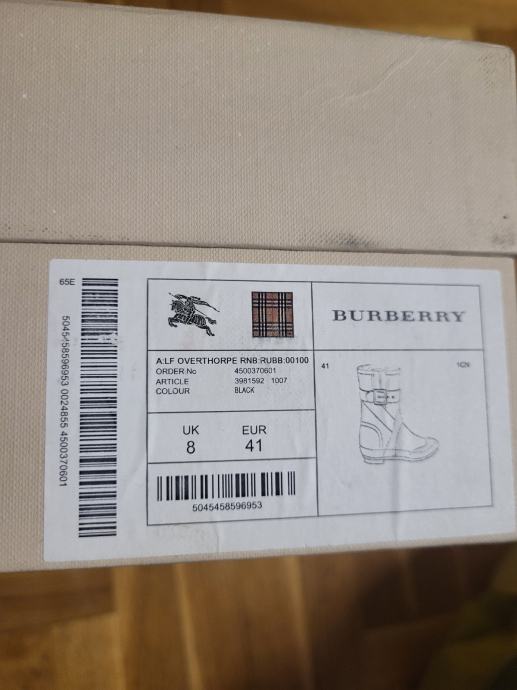 65E
5045458596953 0024855 4500370601
BURBERRY
A:LF OVERTHORPE RNB:RUBB:00100
ORDER No 4500370601
ARTICLE 3981592 1007
COLOUR BLACK
UK EUR
8 41
5045458596953
41